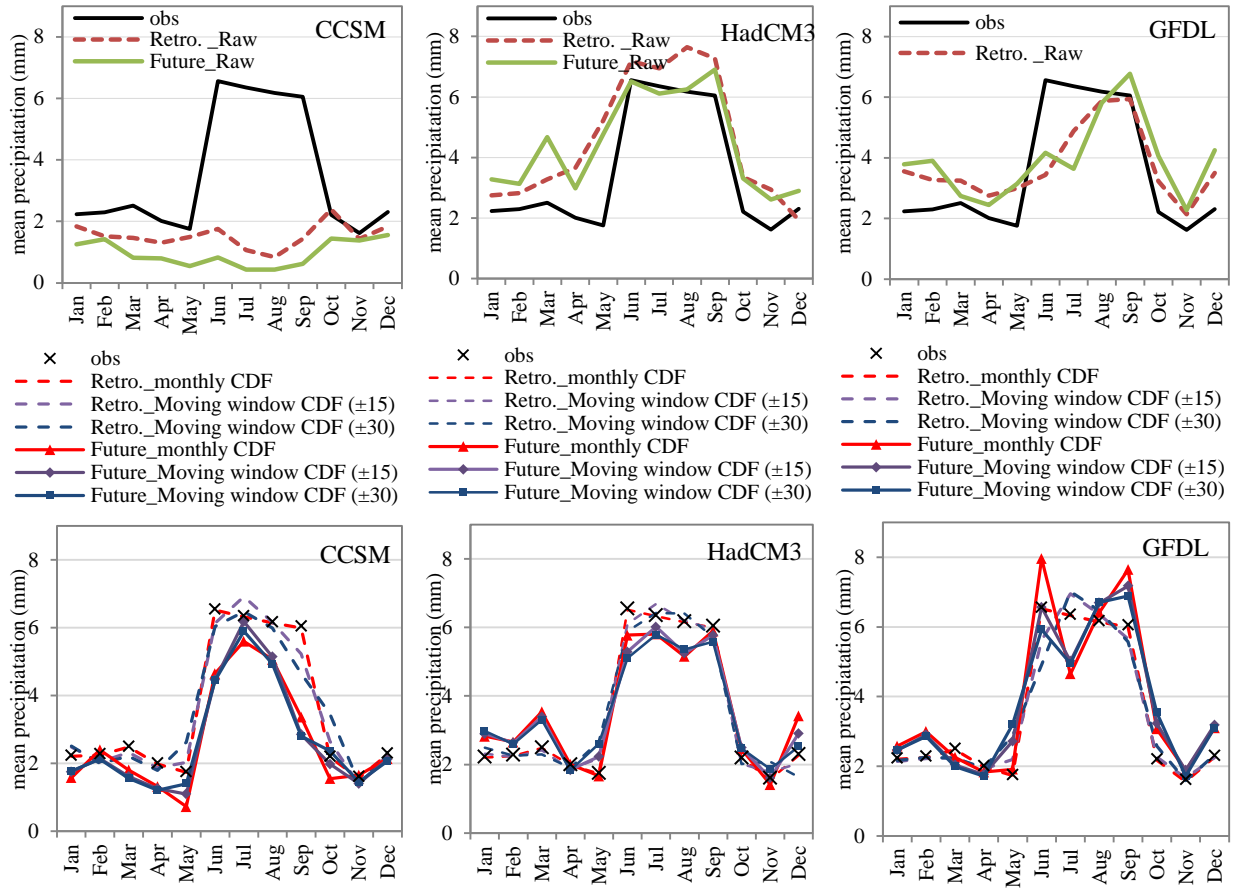 mean precipiatation (mm)
8
6
4
2
0
obs
Retro. _Raw
Future_Raw
CCSM
Jan
Feb
Mar
Apr
May
Jun
Jul
Aug
Sep
Oct
Nov
Dec
mean precipitation (mm)
8
6
4
2
0
obs
Retro. _Raw
Future_Raw
HadCM3
Jan
Feb
Mar
Apr
May
Jun
Jul
Aug
Sep
Oct
Nov
Dec
mean precipitation (mm)
8
6
4
2
0
obs
Retro. _Raw
GFDL
Jan
Feb
Mar
Apr
May
Jun
Jul
Aug
Sep
Oct
Nov
Dec
obs
Retro._monthly CDF
Retro._Moving window CDF (±15)
Retro._Moving window CDF (±30)
Future_monthly CDF
Future_Moving window CDF (±15)
Future_Moving window CDF (±30)
obs
Retro._monthly CDF
Retro._Moving window CDF (±15)
Retro._Moving window CDF (±30)
Future_monthly CDF
Future_Moving window CDF (±15)
Future_Moving window CDF (±30)
obs
Retro._monthly CDF
Retro._Moving window CDF (±15)
Retro._Moving window CDF (±30)
Future_monthly CDF
Future_Moving window CDF (±15)
Future_Moving window CDF (±30)
mean precipitation (mm)
8
6
4
2
0
CCSM
Jan
Feb
Mar
Apr
May
Jun
Jul
Aug
Sep
Oct
Nov
Dec
mean precipitation (mm)
8
6
4
2
0
HadCM3
Jan
Feb
Mar
Apr
May
Jun
Jul
Aug
Sep
Oct
Nov
Dec
mean precipitation (mm)
8
6
4
2
0
GFDL
Jan
Feb
Mar
Apr
May
Jun
Jul
Aug
Sep
Oct
Nov
Dec